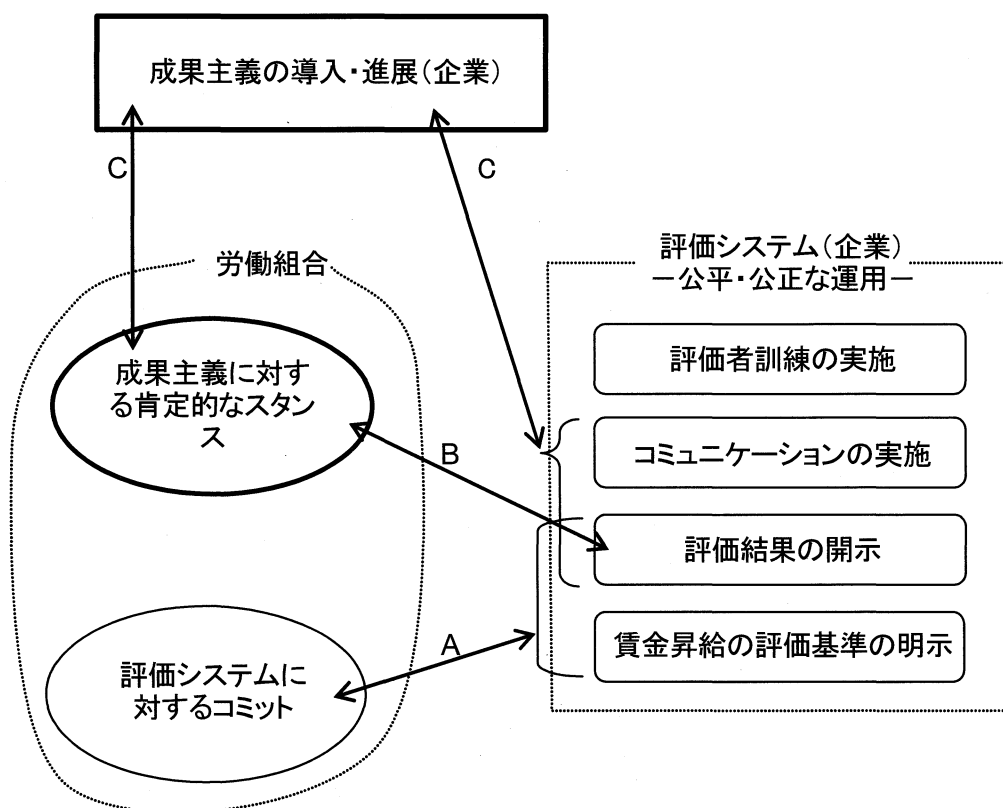 成果主義の導入・進展(企業)
C
C
労働組合
評価システム(企業)
－公平・公正な運用－
評価者訓練の実施
成果主義に対す
る肯定的なスタン
ス
コミュニケーションの実施
B
評価結果の開示
A
賃金昇給の評価基準の明示
評価システムに
対するコミット